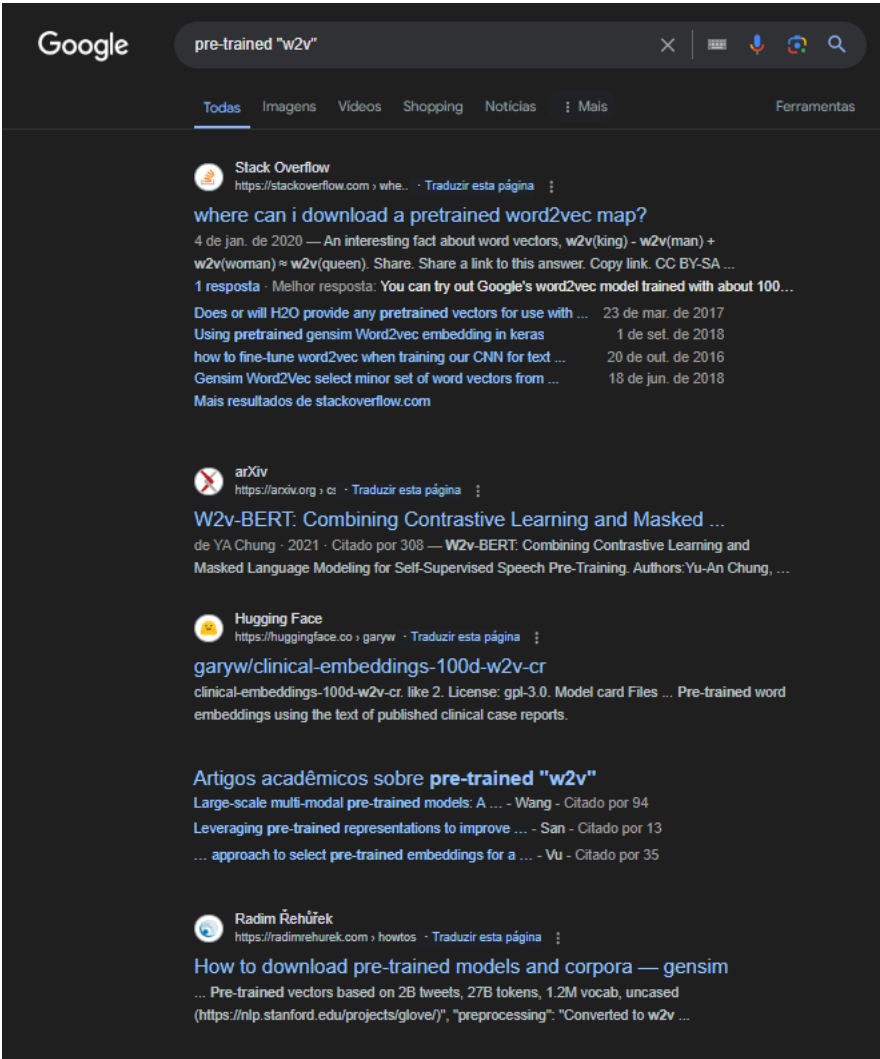 Google
pre-trained "w2v"
Todas Imagens Vídeos Shopping Notícias Mais Ferramentas
Stack Overflow
https://stackoverflow.com › whe.. · Traduzir esta página
where can i download a pretrained word2vec map?
4 de jan. de 2020 — An interesting fact about word vectors, w2v(king) - w2v(man) +
w2v(woman) ≈ w2v(queen). Share. Share a link to this answer. Copy link. CC BY-SA ...
1 resposta · Melhor resposta: You can try out Google's word2vec model trained with about 100...
Does or will H2O provide any pretrained vectors for use with ... 23 de mar. de 2017
Using pretrained gensim Word2vec embedding in keras 1 de set. de 2018
how to fine-tune word2vec when training our CNN for text ... 20 de out. de 2016
Gensim Word2Vec select minor set of word vectors from ... 18 de jun. de 2018
Mais resultados de stackoverflow.com
arXiv
https://arxiv.org › cs · Traduzir esta página
W2v-BERT: Combining Contrastive Learning and Masked ...
de YA Chung · 2021 · Citado por 308 — W2v-BERT: Combining Contrastive Learning and
Masked Language Modeling for Self-Supervised Speech Pre-Training. Authors:Yu-An Chung, ...
Hugging Face
https://huggingface.co › garyw · Traduzir esta página
garyw/clinical-embeddings-100d-w2v-cr
clinical-embeddings-100d-w2v-cr. like 2. License: gpl-3.0. Model card Files ... Pre-trained word
embeddings using the text of published clinical case reports.
Artigos acadêmicos sobre pre-trained "w2v"
Large-scale multi-modal pre-trained models: A ... - Wang - Citado por 94
Leveraging pre-trained representations to improve ... - San - Citado por 13
... approach to select pre-trained embeddings for a ... - Vu - Citado por 35
Radim Řehůřek
https://radimrehurek.com › howtos · Traduzir esta página
How to download pre-trained models and corpora — gensim
... Pre-trained vectors based on 2B tweets, 27B tokens, 1.2M vocab, uncased
(https://nlp.stanford.edu/projects/glove/)", "preprocessing": "Converted to w2v ...